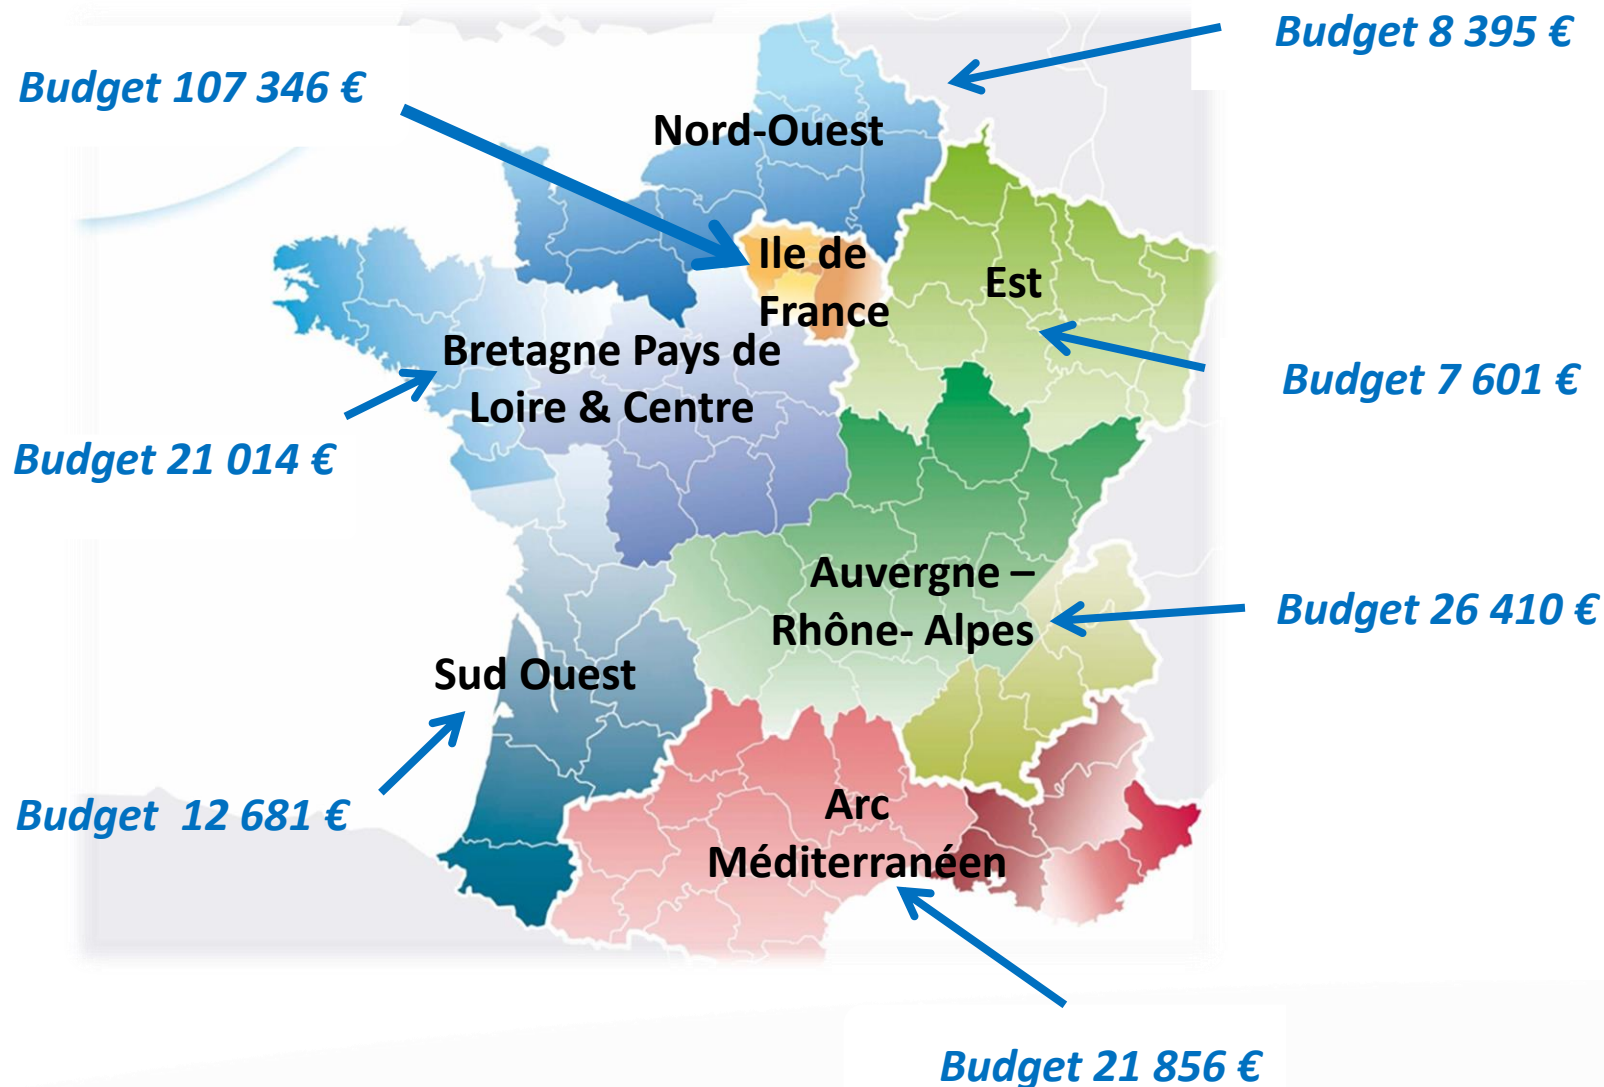 Budget 8 395 €
Budget 107 346 €
Nord-Ouest
Ile de
France
Est
Bretagne Pays de
Loire & Centre
Budget 7 601 €
Budget 21 014 €
Auvergne –
Rhône- Alpes
Budget 26 410 €
Sud Ouest
Budget  12 681 €
Arc
Méditerranéen
Budget 21 856 €